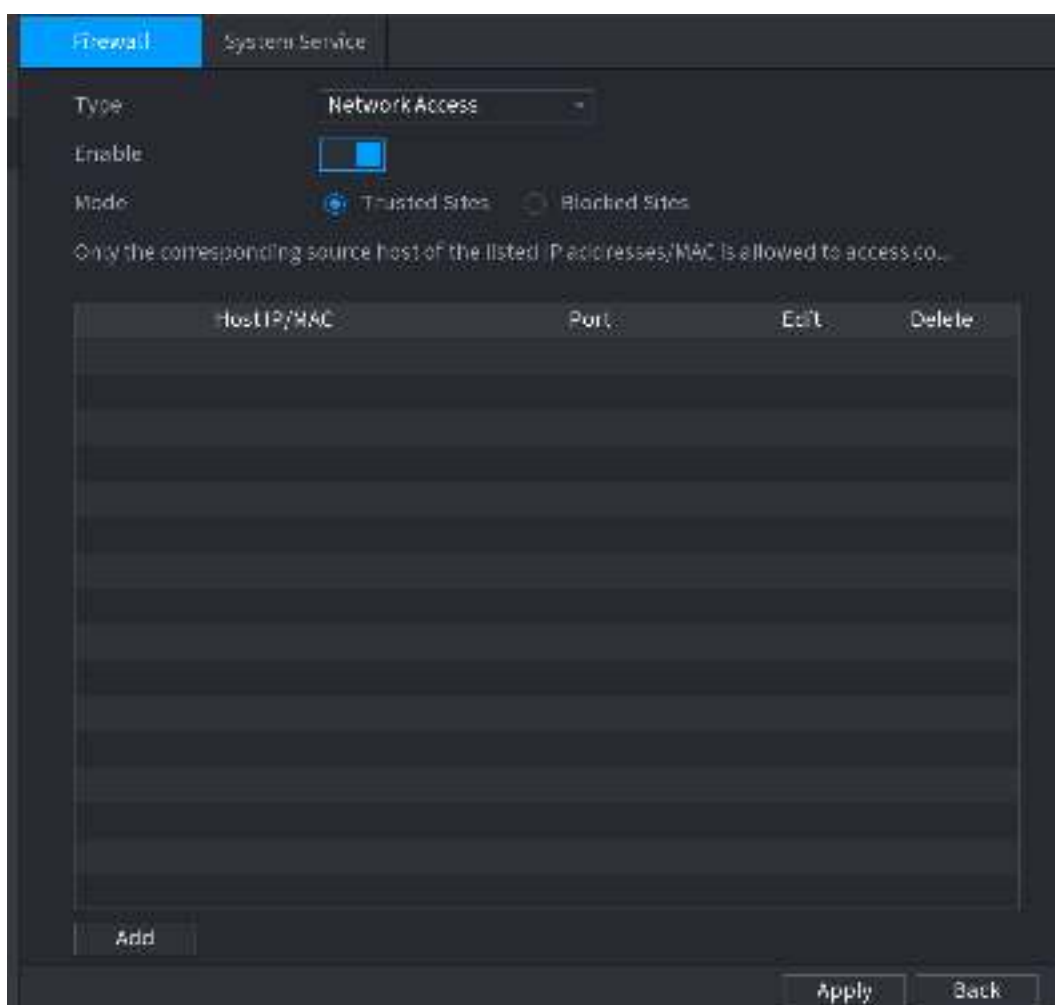 Firewall System Service
Type Network Access
Enable
Mode Trusted Sites Blocked Sites
Only the corresponding source host of the listed IP addresses/MAC is allowed to access co...
Host IP/MAC Port Edit Delete
Add
Apply Back